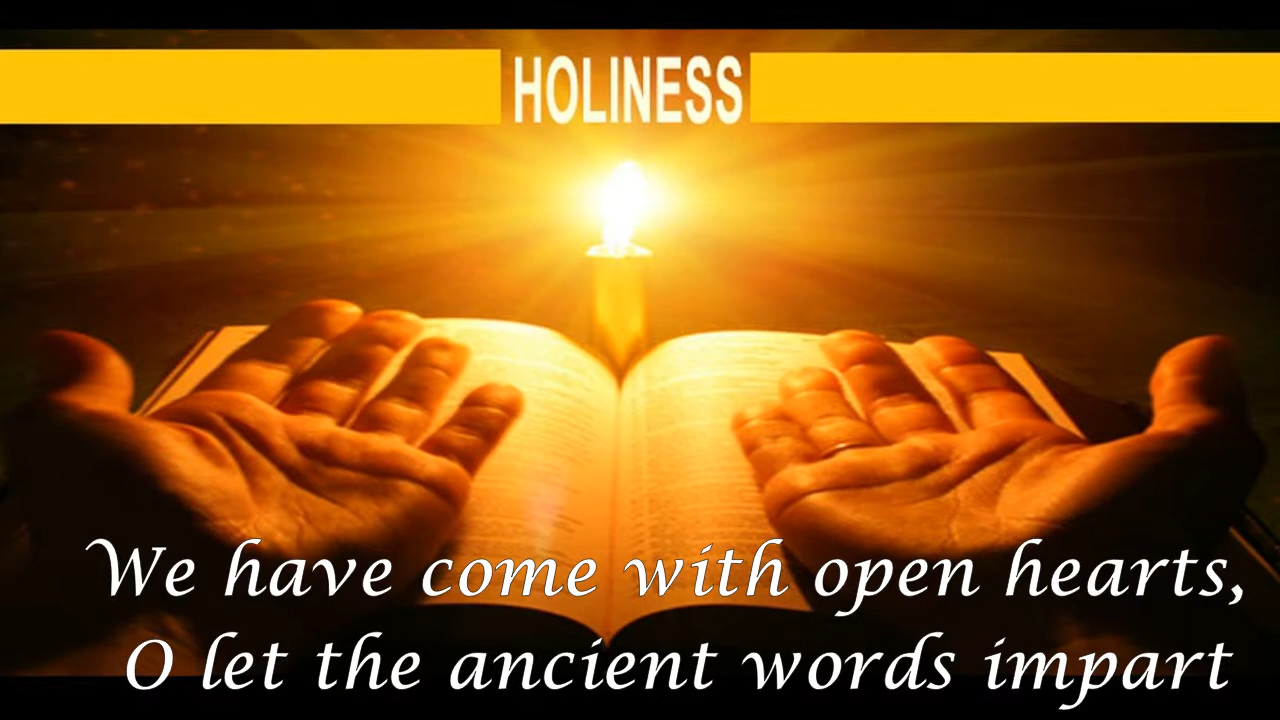 HOLINESS
We have come with open hearts,
O let the ancient words impart